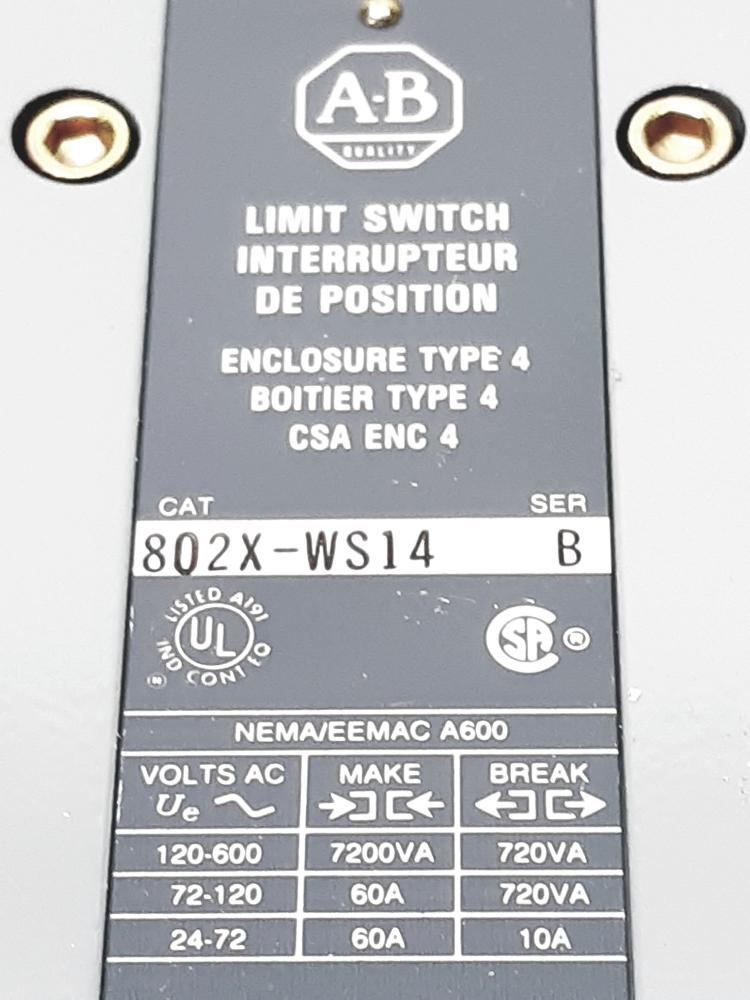 A-B
QUALITY
LIMIT SWITCH
INTERRUPTEUR
DE POSITION
ENCLOSURE TYPE 4
BOITIER TYPE 4
CSA ENC 4
CAT SER
802X-WS14 B
LISTED A191
UL
IND CONT EQ
®
SA ®
NEMA/EEMAC A600
VOLTS AC MAKE BREAK
Ue
120-600 7200VA 720VA
72-120 60A 720VA
24-72 60A 10A